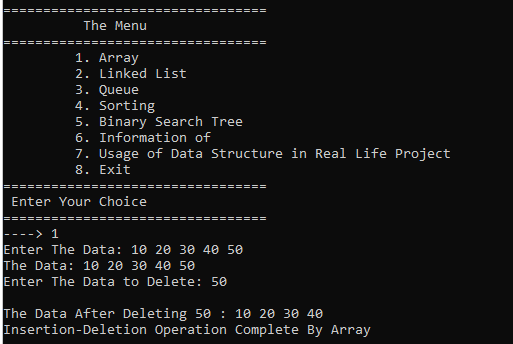 =================================
The Menu
=================================
1. Array
2. Linked List
3. Queue
4. Sorting
5. Binary Search Tree
6. Information of
7. Usage of Data Structure in Real Life Project
8. Exit
=================================
Enter Your Choice
=================================
----> 1
Enter The Data: 10 20 30 40 50
The Data: 10 20 30 40 50
Enter The Data to Delete: 50
The Data After Deleting 50 : 10 20 30 40
Insertion-Deletion Operation Complete By Array